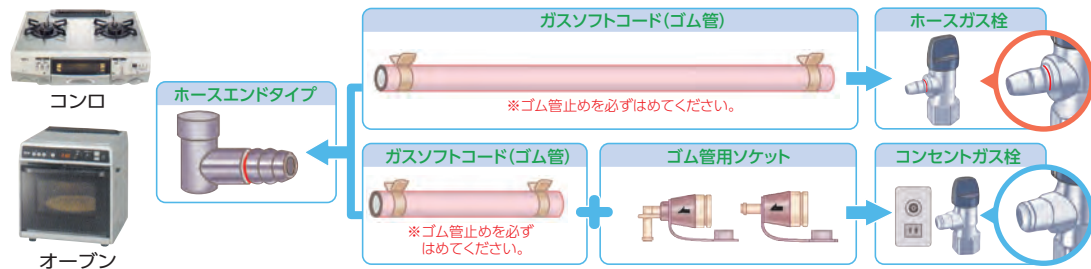 コンロ
オーブン
ホースエンドタイプ
ガスソフトコード（ゴム管）
※ゴム管止めを必ずはめてください。
ホースガス栓
ガスソフトコード（ゴム管）
※ゴム管止めを必ず
はめてください。
ゴム管用ソケット
コンセントガス栓